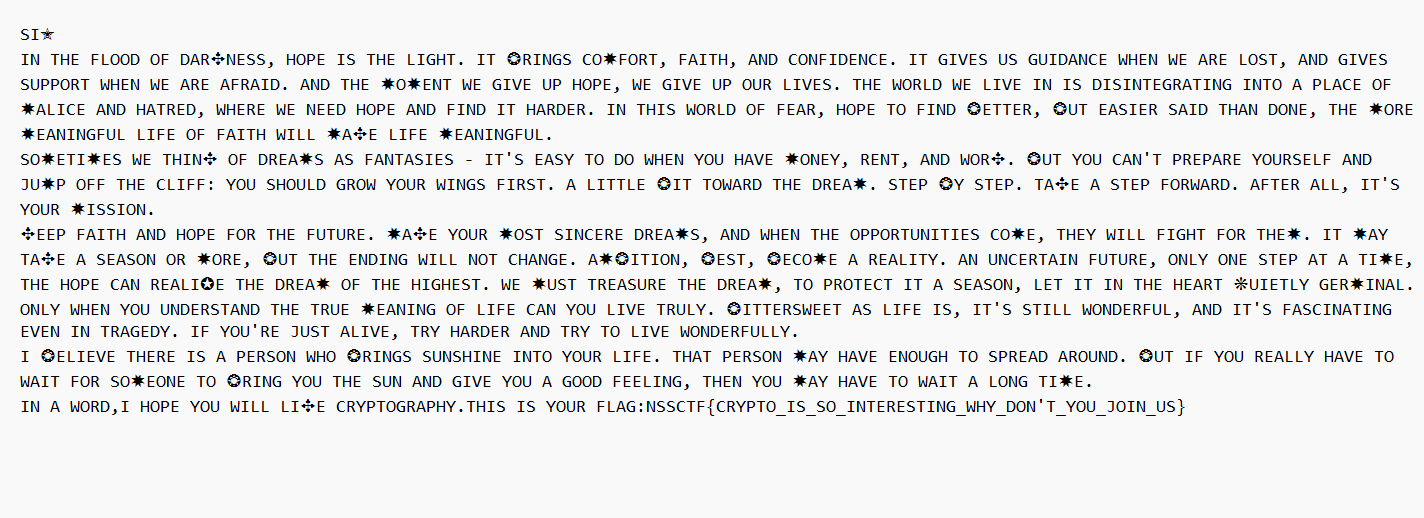 SI✭
IN THE FLOOD OF DAR✣NESS, HOPE IS THE LIGHT. IT ✪RINGS CO✸FORT, FAITH, AND CONFIDENCE. IT GIVES US GUIDANCE WHEN WE ARE LOST, AND GIVES
SUPPORT WHEN WE ARE AFRAID. AND THE ✸O✸ENT WE GIVE UP HOPE, WE GIVE UP OUR LIVES. THE WORLD WE LIVE IN IS DISINTEGRATING INTO A PLACE OF
✸ALICE AND HATRED, WHERE WE NEED HOPE AND FIND IT HARDER. IN THIS WORLD OF FEAR, HOPE TO FIND ✪ETTER, ✪UT EASIER SAID THAN DONE, THE ✸ORE
✸EANINGFUL LIFE OF FAITH WILL ✸A✣E LIFE ✸EANINGFUL.
SO✸ETI✸ES WE THIN✣ OF DREA✸S AS FANTASIES - IT'S EASY TO DO WHEN YOU HAVE ✸ONEY, RENT, AND WOR✣. ✪UT YOU CAN'T PREPARE YOURSELF AND
JU✸P OFF THE CLIFF: YOU SHOULD GROW YOUR WINGS FIRST. A LITTLE ✪IT TOWARD THE DREA✸. STEP ✪Y STEP. TA✣E A STEP FORWARD. AFTER ALL, IT'S
YOUR ✸ISSION.
✣EEP FAITH AND HOPE FOR THE FUTURE. ✸A✣E YOUR ✸OST SINCERE DREA✸S, AND WHEN THE OPPORTUNITIES CO✸E, THEY WILL FIGHT FOR THE✸. IT ✸AY
TA✣E A SEASON OR ✸ORE, ✪UT THE ENDING WILL NOT CHANGE. A✸✪ITION, ✪EST, ✪ECO✸E A REALITY. AN UNCERTAIN FUTURE, ONLY ONE STEP AT A TI✸E,
THE HOPE CAN REALI✪E THE DREA✸ OF THE HIGHEST. WE ✸UST TREASURE THE DREA✸, TO PROTECT IT A SEASON, LET IT IN THE HEART ❊UIETLY GER✸INAL.
ONLY WHEN YOU UNDERSTAND THE TRUE ✸EANING OF LIFE CAN YOU LIVE TRULY. ✪ITTERSWEET AS LIFE IS, IT'S STILL WONDERFUL, AND IT'S FASCINATING
EVEN IN TRAGEDY. IF YOU'RE JUST ALIVE, TRY HARDER AND TRY TO LIVE WONDERFULLY.
I ✪ELIEVE THERE IS A PERSON WHO ✪RINGS SUNSHINE INTO YOUR LIFE. THAT PERSON ✸AY HAVE ENOUGH TO SPREAD AROUND. ✪UT IF YOU REALLY HAVE TO
WAIT FOR SO✸EONE TO ✪RING YOU THE SUN AND GIVE YOU A GOOD FEELING, THEN YOU ✸AY HAVE TO WAIT A LONG TI✸E.
IN A WORD,I HOPE YOU WILL LI✣E CRYPTOGRAPHY.THIS IS YOUR FLAG:NSSCTF{CRYPTO_IS_SO_INTERESTING_WHY_DON'T_YOU_JOIN_US}